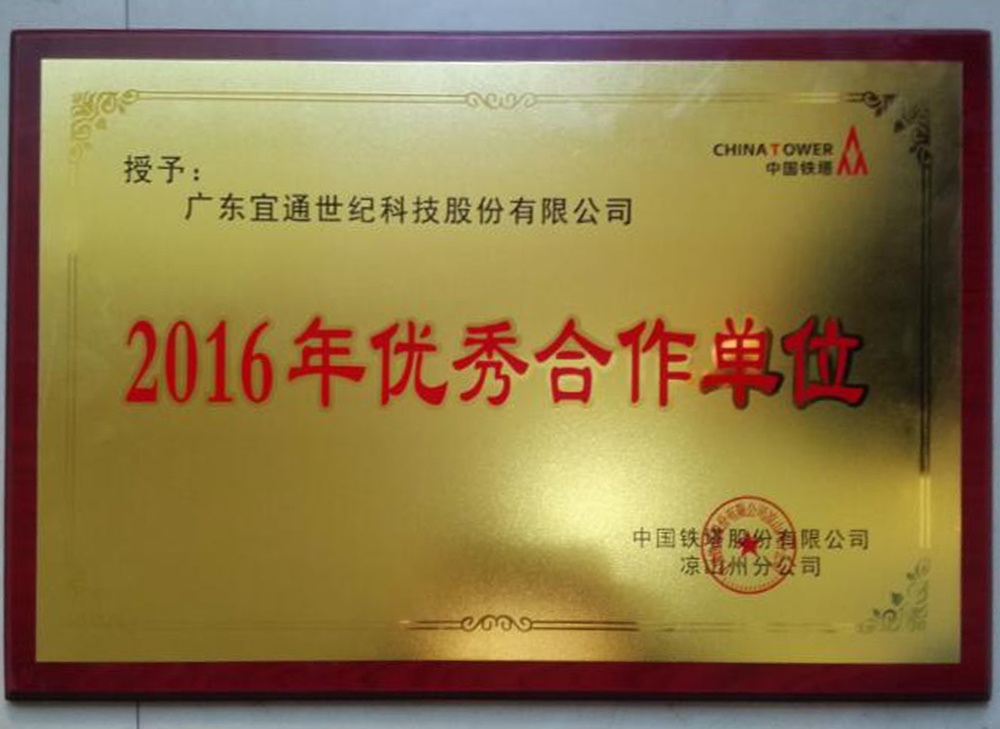 CHINA TOWER
中国铁塔
授予：
广东宜通世纪科技股份有限公司
2016年优秀合作单位
中国铁塔股份有限公司
凉山州分公司